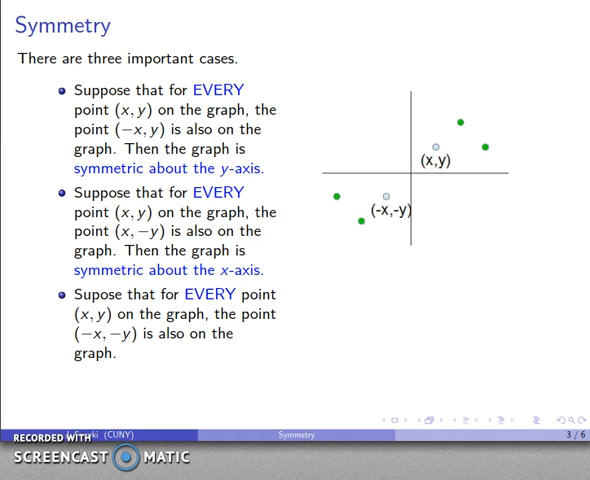 Symmetry
There are three important cases.
Suppose that for EVERY
point (x, y) on the graph, the
point (−x, y) is also on the
graph. Then the graph is
symmetric about the y-axis.
Suppose that for EVERY
point (x, y) on the graph, the
point (x, −y) is also on the
graph. Then the graph is
symmetric about the x-axis.
Supose that for EVERY point
(x, y) on the graph, the point
(−x, −y) is also on the
graph.
(x,y)
(-x,-y)
(CUNY)
Symmetry
3 / 6
RECORDED WITH
SCREENCAST MATIC